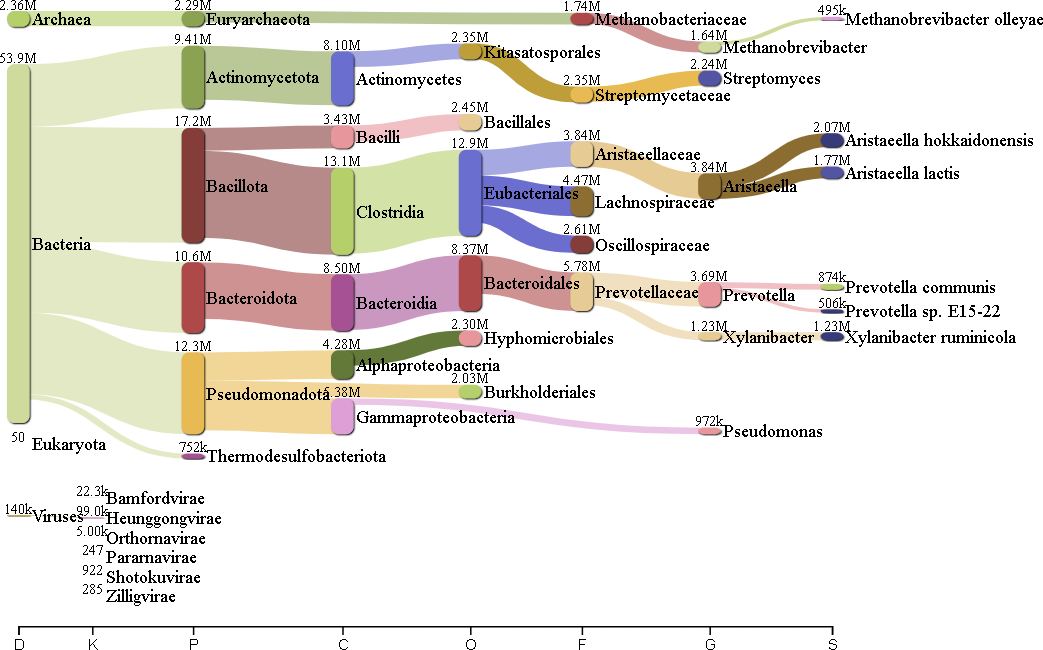 2.36M Archaea
2.29M Euryarchaeota
1.74M Methanobacteriaceae
1.64M Methanobrevibacter
495k Methanobrevibacter olleyae
53.9M Bacteria
9.41M Actinomycetota
8.10M Actinomycetes
2.35M Kitasatosporales
2.35M Streptomycetaceae
2.24M Streptomyces
17.2M Bacillota
3.43M Bacilli
2.45M Bacillales
13.1M Clostridia
12.9M Eubacteriales
3.84M Aristaeellaceae
3.84M Aristaeella
2.07M Aristaeella hokkaidonensis
1.77M Aristaeella lactis
4.47M Lachnospiraceae
2.61M Oscillospiraceae
10.6M Bacteroidota
8.50M Bacteroidia
8.37M Bacteroidales
5.78M Prevotellaceae
3.69M Prevotella
874k Prevotella communis
506k Prevotella sp. E15-22
1.23M Xylanibacter
1.23M Xylanibacter ruminicola
12.3M Pseudomonadota
4.28M Alphaproteobacteria
2.30M Hyphomicrobiales
2.03M Burkholderiales
5.38M Gammaproteobacteria
972k Pseudomonas
752k Thermodesulfobacteriota
50 Eukaryota
140k Viruses
22.3k Bamfordvirae
99.0k Heunggongvirae
5.00k Orthornavirae
247 Pararnavirae
922 Shotokuvirae
285 Zilligvirae
D K P C O F G S